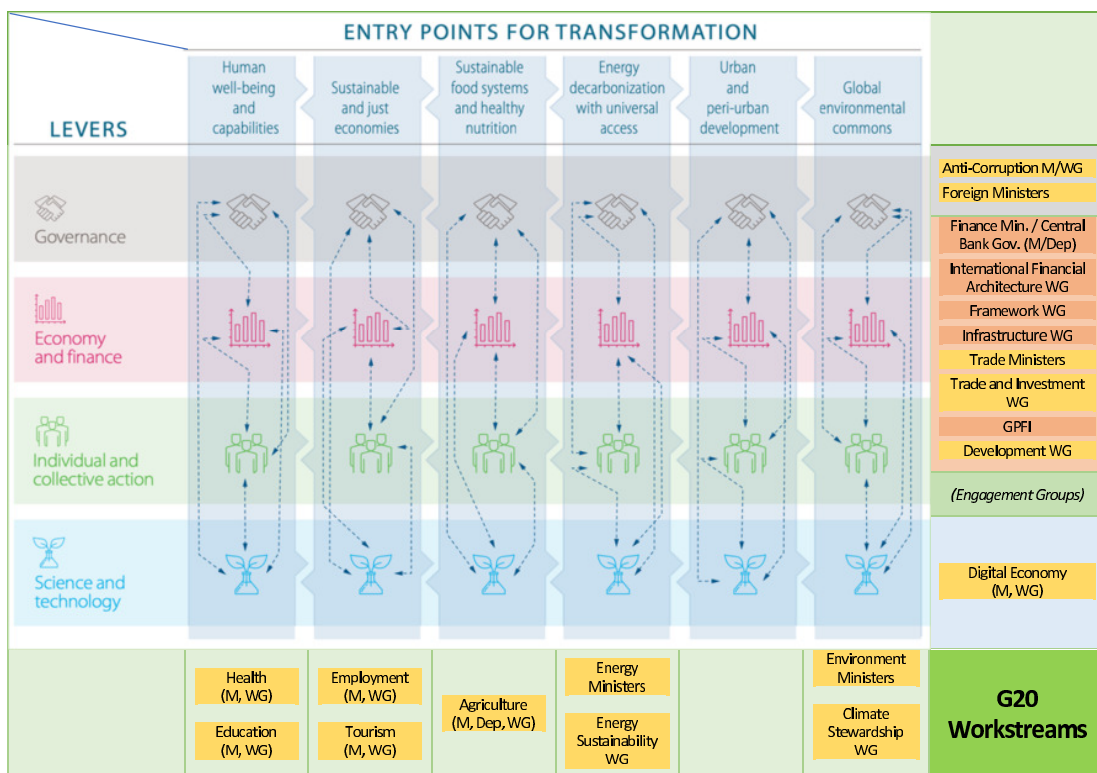 ENTRY POINTS FOR TRANSFORMATION
LEVERS
Human
well-being
and
capabilities
Sustainable
and just
economies
Sustainable
food systems
and healthy
nutrition
Energy
decarbonization
with universal
access
Urban
and
peri-urban
development
Global
environmental
commons
Governance
Anti-Corruption M/WG
Foreign Ministers
Economy
and finance
Finance Min. / Central
Bank Gov. (M/Dep)
International Financial
Architecture WG
Framework WG
Infrastructure WG
Trade Ministers
Trade and Investment
WG
GPFI
Development WG
Individual and
collective action
(Engagement Groups)
Science and
technology
Digital Economy
(M, WG)
Health
(M, WG)
Education
(M, WG)
Employment
(M, WG)
Tourism
(M, WG)
Agriculture
(M, Dep, WG)
Energy
Ministers
Energy
Sustainability
WG
Environment
Ministers
Climate
Stewardship
WG
G20
Workstreams